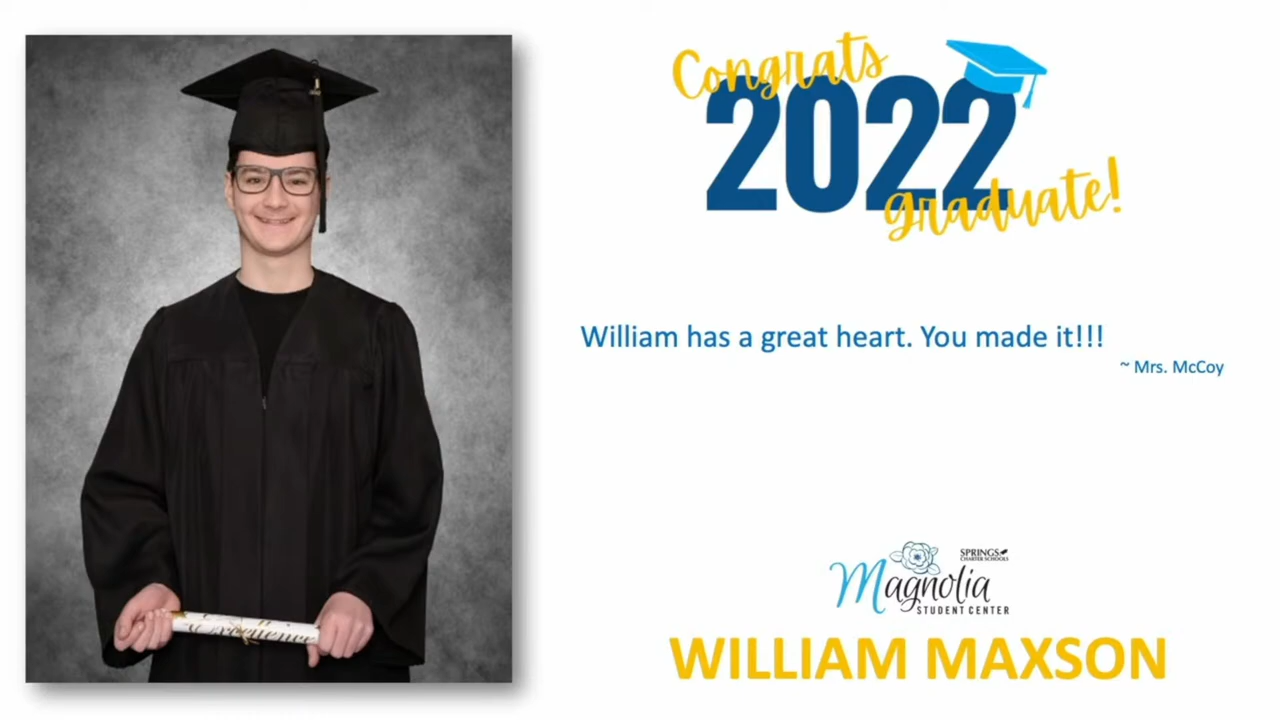 Congrats
2022
graduate!
William has a great heart. You made it!!!
~ Mrs. McCoy
SPRINGS
CHARTER SCHOOLS
Magnolia
STUDENT CENTER
WILLIAM MAXSON
Excellence